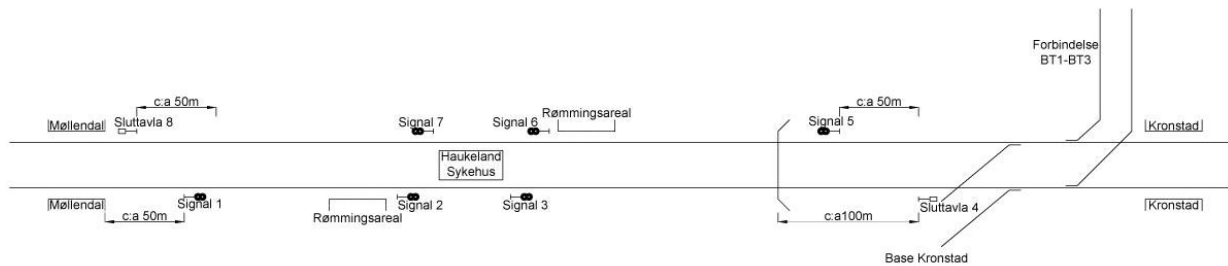 Forbindelse
BT1-BT3
c:a 50m
c:a 50m
Rømmingsareal
Møllendal
Sluttavla 8
Signal 7
Signal 6
Signal 5
Kronstad
Haukeland
Sykehus
Møllendal
Signal 1
Signal 2
Signal 3
Sluttavla 4
Kronstad
c:a 50m
Rømmingsareal
c:a100m
Base Kronstad